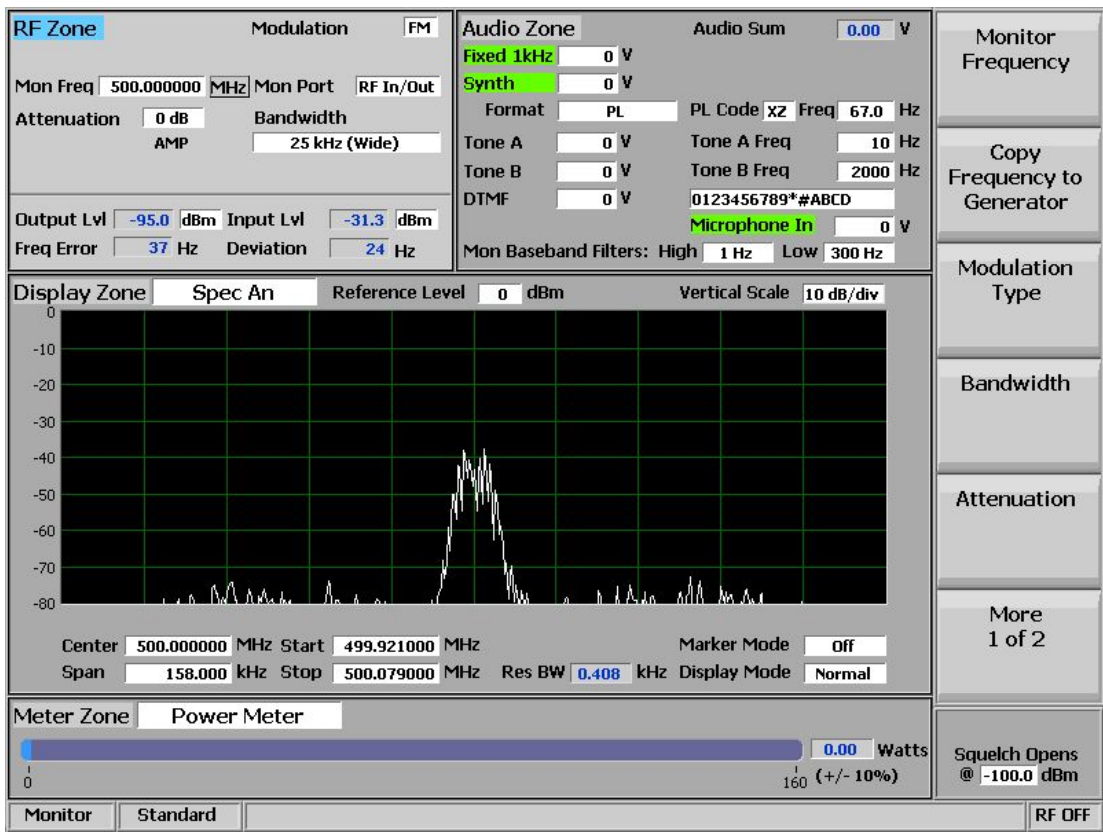 RF Zone Modulation FM
Mon Freq 500.000000 MHz Mon Port RF In/Out
Attenuation 0 dB Bandwidth
AMP 25 kHz (Wide)
Output Lvl -95.0 dBm Input Lvl -31.3 dBm
Freq Error 37 Hz Deviation 24 Hz
Audio Zone Audio Sum 0.00 V
Fixed 1kHz 0 V
Synth 0 V
Format PL PL Code XZ Freq 67.0 Hz
Tone A 0 V Tone A Freq 10 Hz
Tone B 0 V Tone B Freq 2000 Hz
DTMF 0 V 0123456789*#ABCD
Microphone In 0 V
Mon Baseband Filters: High 1 Hz Low 300 Hz
Display Zone Spec An Reference Level 0 dBm Vertical Scale 10 dB/div
0
-10
-20
-30
-40
-50
-60
-70
-80
Center 500.000000 MHz Start 499.921000 MHz Marker Mode Off
Span 158.000 kHz Stop 500.079000 MHz Res BW 0.408 kHz Display Mode Normal
Meter Zone Power Meter
0.00 Watts
0 160 (+/- 10%)
Monitor Standard RF OFF
Monitor
Frequency
Copy
Frequency to
Generator
Modulation
Type
Bandwidth
Attenuation
More
1 of 2
Squelch Opens
@ -100.0 dBm